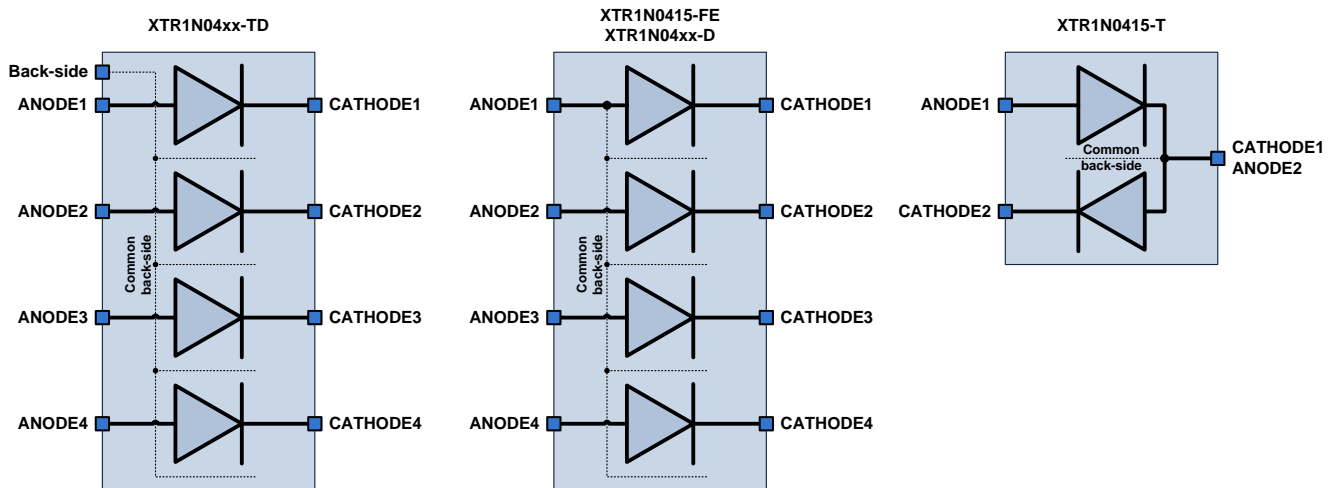 XTR1N04xx-TD
Back-side
ANODE1
CATHODE1
ANODE2
CATHODE2
Common
back-side
ANODE3
CATHODE3
ANODE4
CATHODE4
XTR1N0415-FE
XTR1N04xx-D
ANODE1
CATHODE1
ANODE2
CATHODE2
Common
back-side
ANODE3
CATHODE3
ANODE4
CATHODE4
XTR1N0415-T
ANODE1
Common
back-side
CATHODE1
ANODE2
CATHODE2